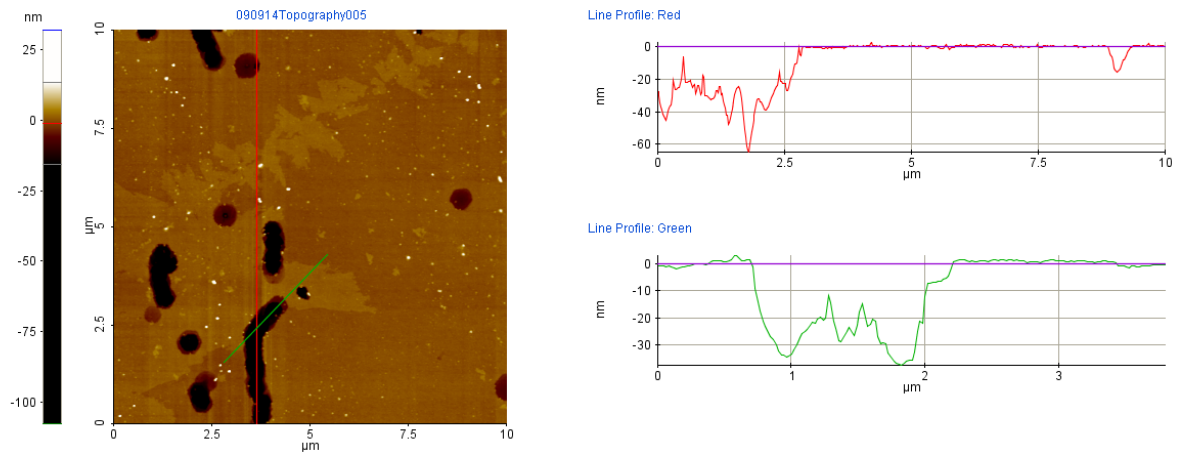 nm
25
0
-25
-50
-75
-100
090914Topography005
10
7.5
5
µm
2.5
0
0 2.5 5 7.5 10
µm
Line Profile: Red
0
-20
-40
-60
nm
0 2.5 5 7.5 10
µm
Line Profile: Green
0
-10
-20
-30
nm
0 1 2 3
µm